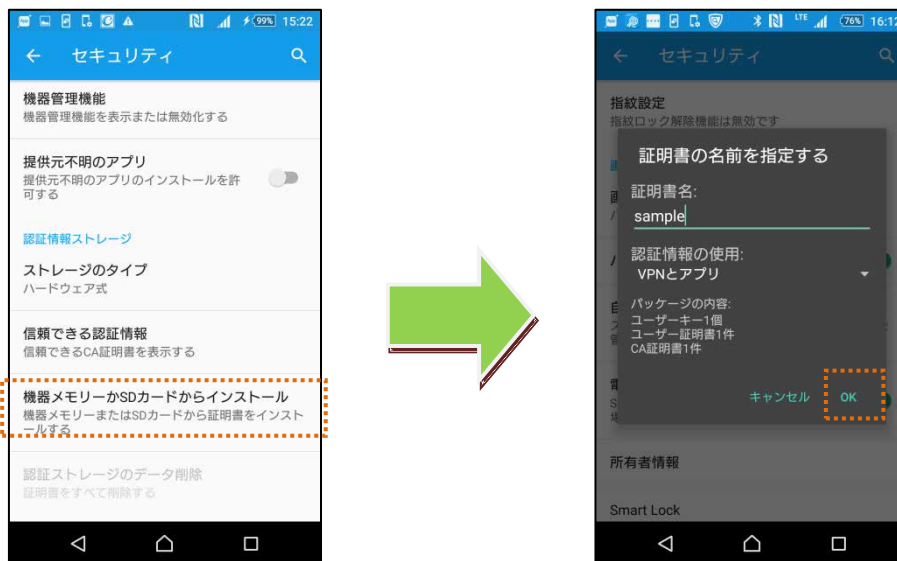 99% 15:22
セキュリティ
機器管理機能
機器管理機能を表示または無効化する
提供元不明のアプリ
提供元不明のアプリのインストールを許
可する
認証情報ストレージ
ストレージのタイプ
ハードウェア式
信頼できる認証情報
信頼できるCA証明書を表示する
機器メモリーかSDカードからインストール
機器メモリーまたはSDカードから証明書をインスト
ールする
認証ストレージのデータ削除
証明書をすべて削除する
LTE 76% 16:12
セキュリティ
指紋設定
指紋ロック解除機能は無効です
証明書の名前を指定する
証明書名:
sample
認証情報の使用:
VPNとアプリ
パッケージの内容:
ユーザーキー1個
ユーザー証明書1件
CA証明書1件
キャンセル OK
所有者情報
Smart Lock